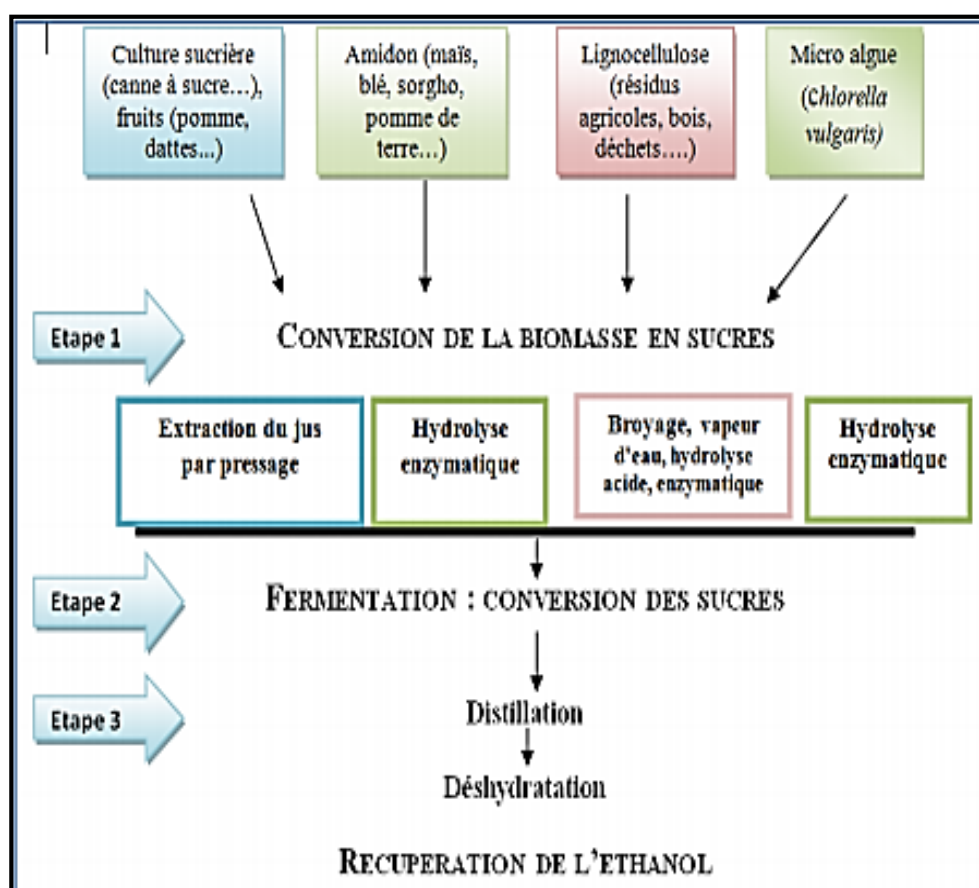 Culture sucrière
(canne à sucre…),
fruits (pomme,
dattes...)
Amidon (maïs,
blé, sorgho,
pomme de
terre…)
Lignocellulose
(résidus
agricoles, bois,
déchets….)
Micro algue
(Chlorella
vulgaris)
Etape 1
CONVERSION DE LA BIOMASSE EN SUCRES
Extraction du jus
par pressage
Hydrolyse
enzymatique
Broyage, vapeur
d'eau, hydrolyse
acide, enzymatique
Hydrolyse
enzymatique
Etape 2
FERMENTATION : CONVERSION DES SUCRES
Etape 3
Distillation
Déshydratation
RECUPERATION DE L'ETHANOL